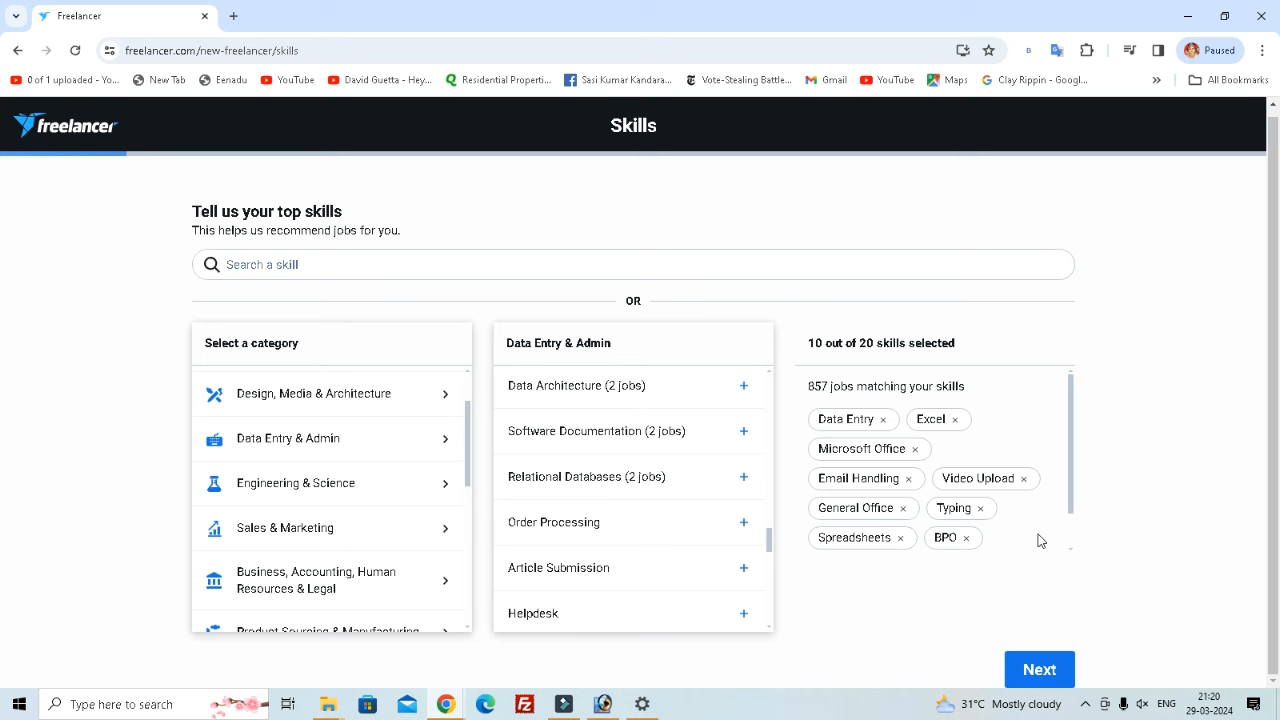 Freelancer
freelancer.com/new-freelancer/skills
Paused
0 of 1 uploaded - Yo...
New Tab
Eenadu
YouTube
David Guetta - Hey...
Residential Properti...
Sasi Kumar Kandara...
Vote-Stealing Battle...
Gmail
YouTube
Maps
Clay Rippin - Googl...
All Bookmarks
freelancer
Skills
Tell us your top skills
This helps us recommend jobs for you.
Search a skill
OR
Select a category
Design, Media & Architecture
Data Entry & Admin
Engineering & Science
Sales & Marketing
Business, Accounting, Human
Resources & Legal
Product Sourcing & Manufacturing
Data Entry & Admin
Data Architecture (2 jobs)
Software Documentation (2 jobs)
Relational Databases (2 jobs)
Order Processing
Article Submission
Helpdesk
10 out of 20 skills selected
857 jobs matching your skills
Data Entry × Excel ×
Microsoft Office ×
Email Handling × Video Upload ×
General Office × Typing ×
Spreadsheets × BPO ×
Next
Type here to search
31°C Mostly cloudy
ENG
21:20
29-03-2024